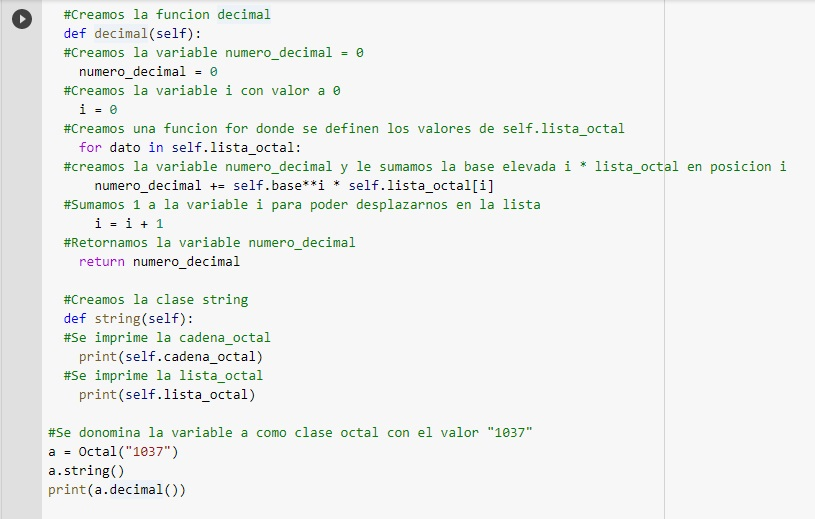 #Creamos la funcion decimal
def decimal(self):
#Creamos la variable numero_decimal = 0
numero_decimal = 0
#Creamos la variable i con valor a 0
i = 0
#Creamos una funcion for donde se definen los valores de self.lista_octal
for dato in self.lista_octal:
#creamos la variable numero_decimal y le sumamos la base elevada i * lista_octal en posicion i
numero_decimal += self.base**i * self.lista_octal[i]
#Sumamos 1 a la variable i para poder desplazarnos en la lista
i = i + 1
#Retornamos la variable numero_decimal
return numero_decimal
#Creamos la clase string
def string(self):
#Se imprime la cadena_octal
print(self.cadena_octal)
#Se imprime la lista_octal
print(self.lista_octal)
#Se donomina la variable a como clase octal con el valor "1037"
a = Octal("1037")
a.string()
print(a.decimal())